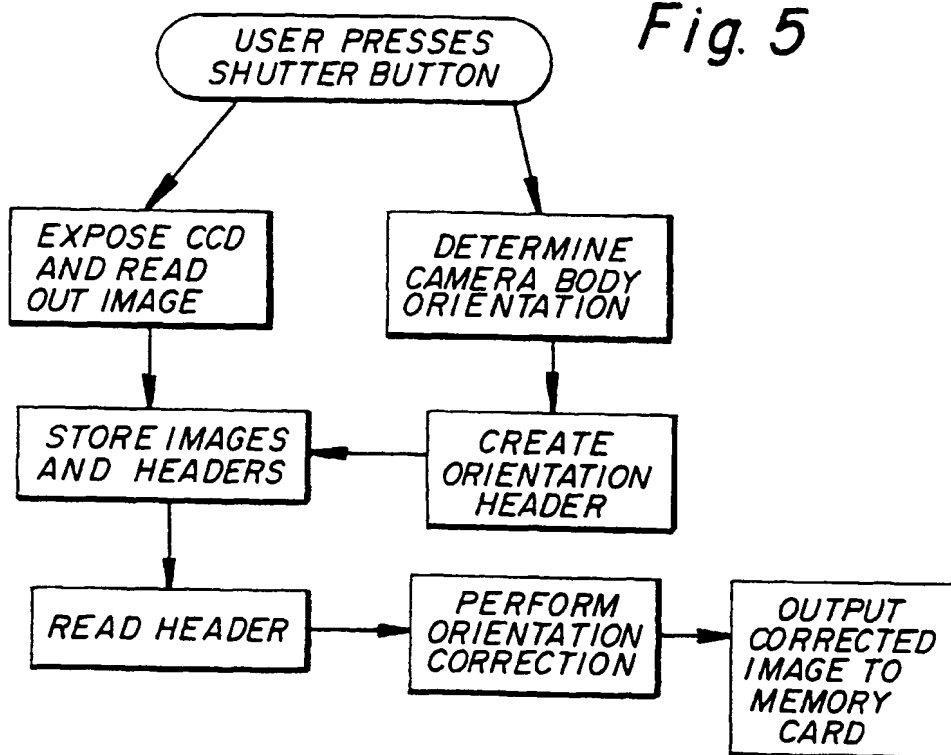 Fig. 5
USER PRESSES
SHUTTER BUTTON
EXPOSE CCD
AND READ
OUT IMAGE
DETERMINE
CAMERA BODY
ORIENTATION
STORE IMAGES
AND HEADERS
CREATE
ORIENTATION
HEADER
READ HEADER
PERFORM
ORIENTATION
CORRECTION
OUTPUT
CORRECTED
IMAGE TO
MEMORY
CARD